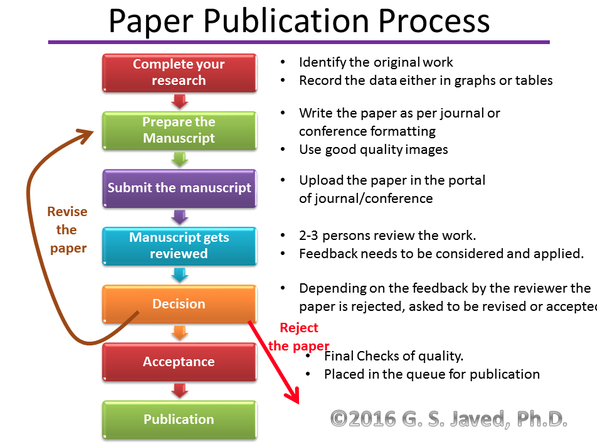 Paper Publication Process
Complete your
research
• Identify the original work
• Record the data either in graphs or tables
Prepare the
Manuscript
• Write the paper as per journal or
conference formatting
• Use good quality images
Submit the manuscript
• Upload the paper in the portal
of journal/conference
Revise
the
paper
Manuscript gets
reviewed
• 2-3 persons review the work.
• Feedback needs to be considered and applied.
Decision
• Depending on the feedback by the reviewer the
paper is rejected, asked to be revised or accepted
Reject
the paper
Acceptance
• Final Checks of quality.
• Placed in the queue for publication
Publication
©2016 G. S. Javed, Ph.D.